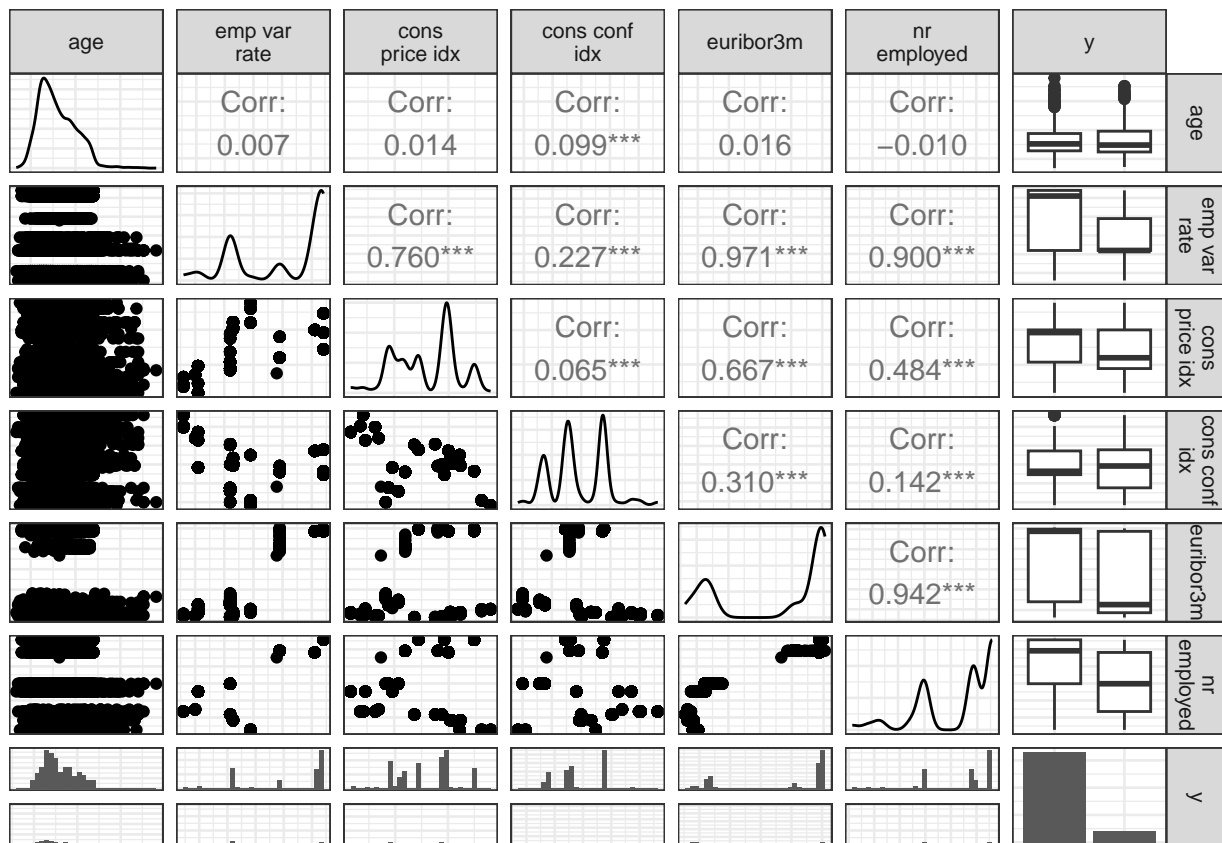 age
emp var
rate
cons
price idx
cons conf
idx
euribor3m
nr
employed
y
Corr:
0.007
Corr:
0.014
Corr:
0.099***
Corr:
0.016
Corr:
−0.010
age
Corr:
0.760***
Corr:
0.227***
Corr:
0.971***
Corr:
0.900***
emp var
rate
Corr:
0.065***
Corr:
0.667***
Corr:
0.484***
cons
price idx
Corr:
0.310***
Corr:
0.142***
cons conf
idx
Corr:
0.942***
euribor3m
nr
employed
y